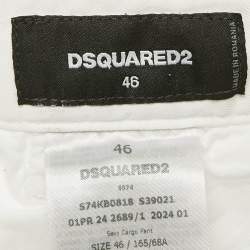 DSQUARED2
46
MADE IN ROMANIA
46
DSQUARED2
S74KB0818 S39021
01PR 24 2689/1 2024 01
Sexy Cargo Pant
SIZE 46 / 165/68A